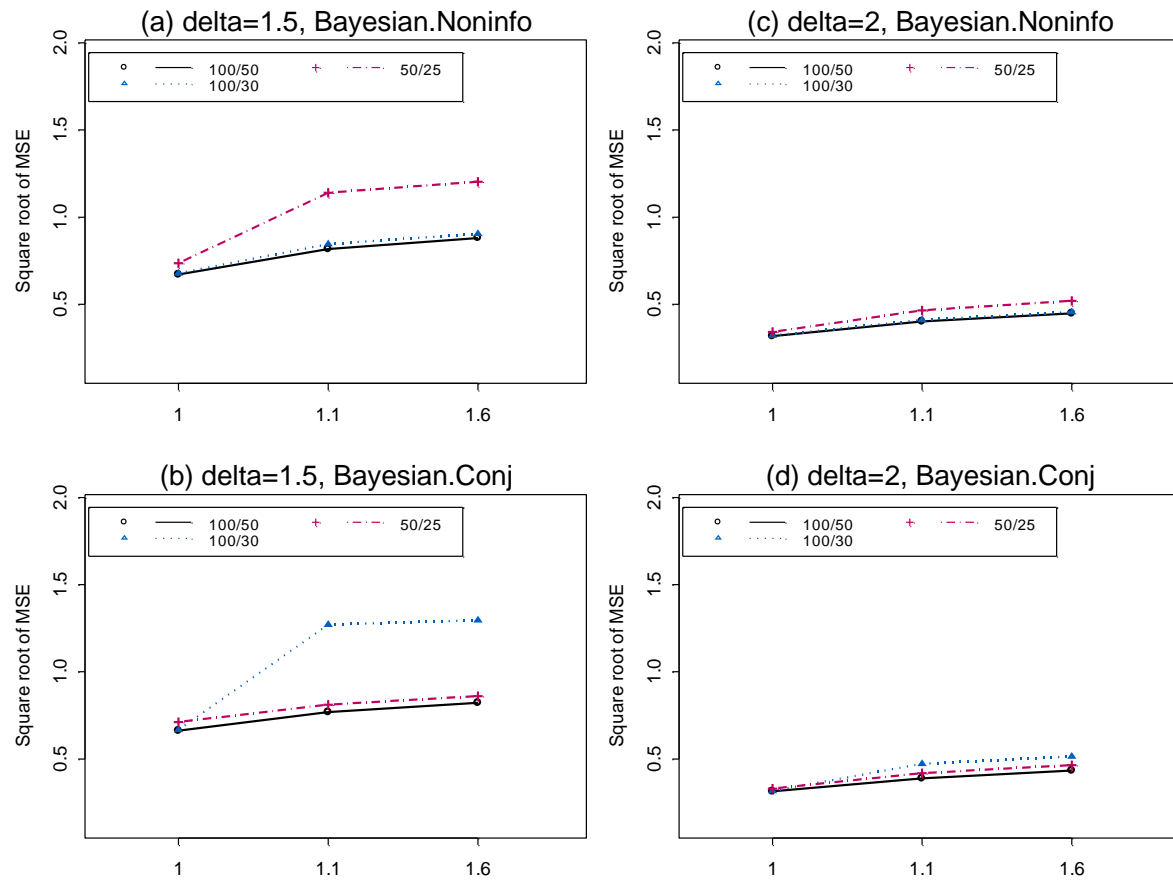 (a) delta=1.5, Bayesian.Noninfo
Square root of MSE
2.0
1.5
1.0
0.5
100/50
50/25
100/30
1 1.1 1.6
(c) delta=2, Bayesian.Noninfo
Square root of MSE
2.0
1.5
1.0
0.5
100/50
50/25
100/30
1 1.1 1.6
(b) delta=1.5, Bayesian.Conj
Square root of MSE
2.0
1.5
1.0
0.5
100/50
50/25
100/30
1 1.1 1.6
(d) delta=2, Bayesian.Conj
Square root of MSE
2.0
1.5
1.0
0.5
100/50
50/25
100/30
1 1.1 1.6